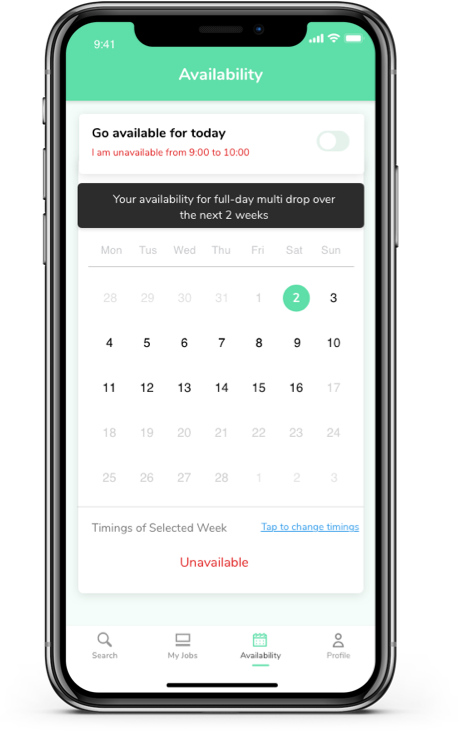 9:41
Availability
Go available for today
I am unavailable from 9:00 to 10:00
Your availability for full-day multi drop over
the next 2 weeks
Mon Tus Wed Thu Fri Sat Sun
28 29 30 31 1 2 3
4 5 6 7 8 9 10
11 12 13 14 15 16 17
18 19 20 21 22 23 24
25 26 27 28 1 2 3
Timings of Selected Week Tap to change timings
Unavailable
Search My Jobs Availability Profile